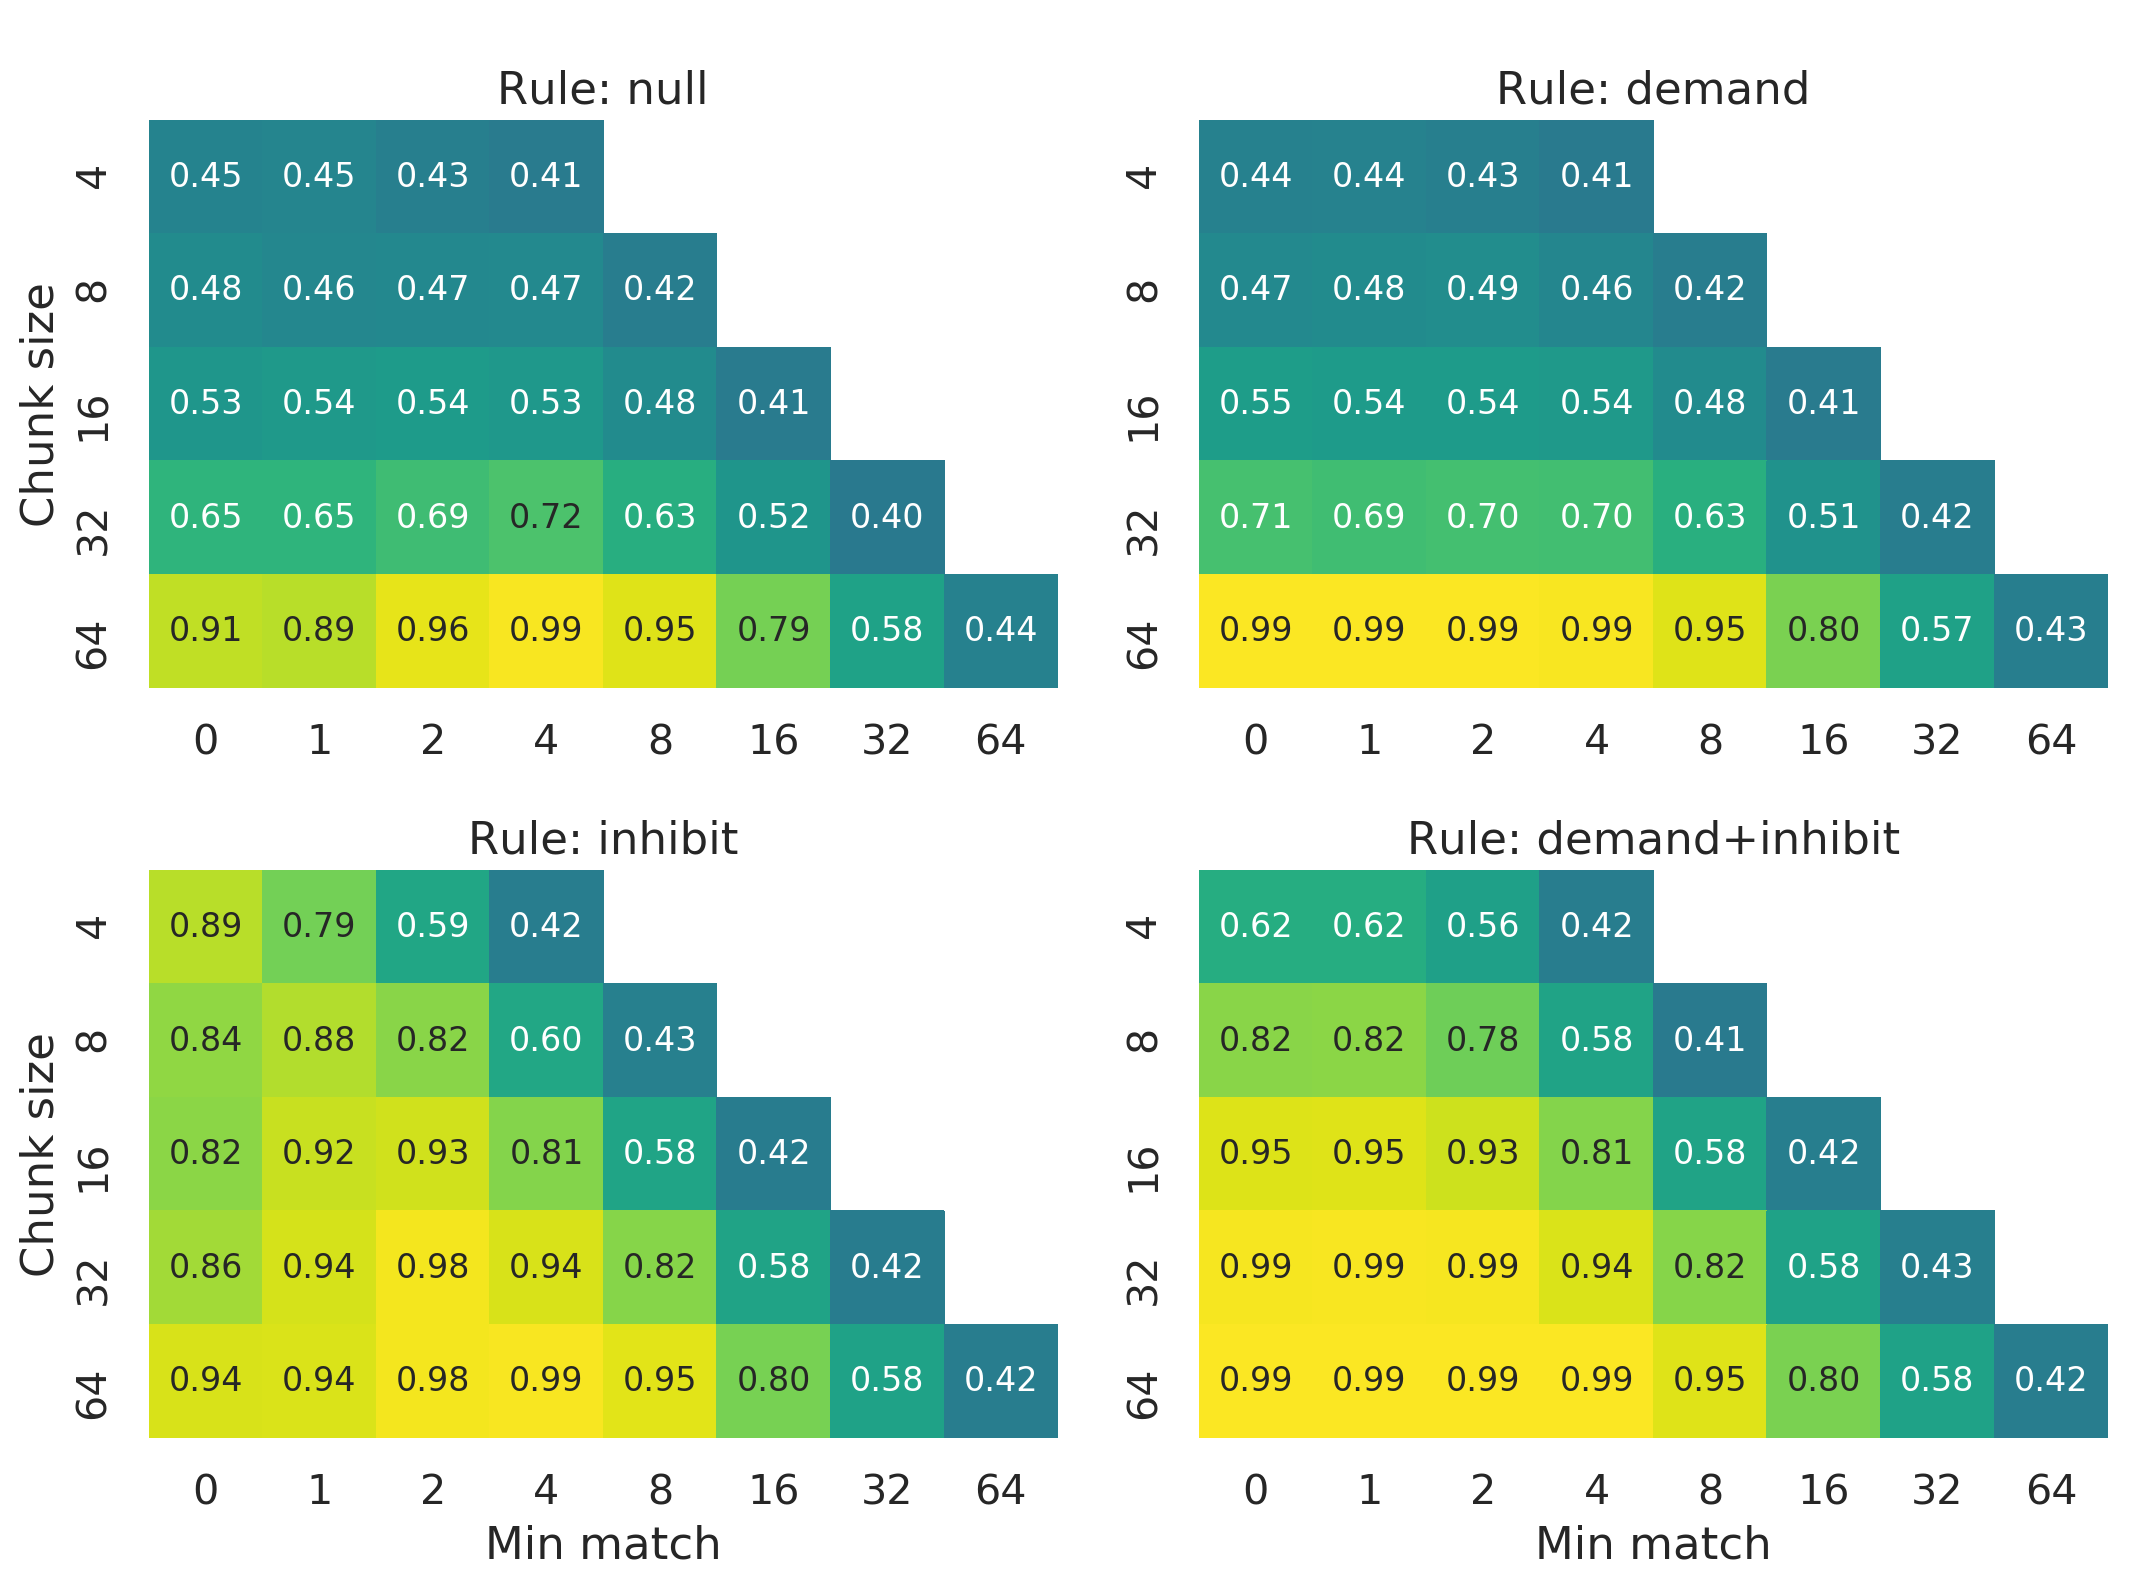 Rule: null
Chunk size
4
0.45 0.45 0.43 0.41
8
0.48 0.46 0.47 0.47 0.42
16
0.53 0.54 0.54 0.53 0.48 0.41
32
0.65 0.65 0.69 0.72 0.63 0.52 0.40
64
0.91 0.89 0.96 0.99 0.95 0.79 0.58 0.44
0 1 2 4 8 16 32 64
Rule: demand
4
0.44 0.44 0.43 0.41
8
0.47 0.48 0.49 0.46 0.42
16
0.55 0.54 0.54 0.54 0.48 0.41
32
0.71 0.69 0.70 0.70 0.63 0.51 0.42
64
0.99 0.99 0.99 0.99 0.95 0.80 0.57 0.43
0 1 2 4 8 16 32 64
Rule: inhibit
Chunk size
4
0.89 0.79 0.59 0.42
8
0.84 0.88 0.82 0.60 0.43
16
0.82 0.92 0.93 0.81 0.58 0.42
32
0.86 0.94 0.98 0.94 0.82 0.58 0.42
64
0.94 0.94 0.98 0.99 0.95 0.80 0.58 0.42
0 1 2 4 8 16 32 64
Min match
Rule: demand+inhibit
4
0.62 0.62 0.56 0.42
8
0.82 0.82 0.78 0.58 0.41
16
0.95 0.95 0.93 0.81 0.58 0.42
32
0.99 0.99 0.99 0.94 0.82 0.58 0.43
64
0.99 0.99 0.99 0.99 0.95 0.80 0.58 0.42
0 1 2 4 8 16 32 64
Min match